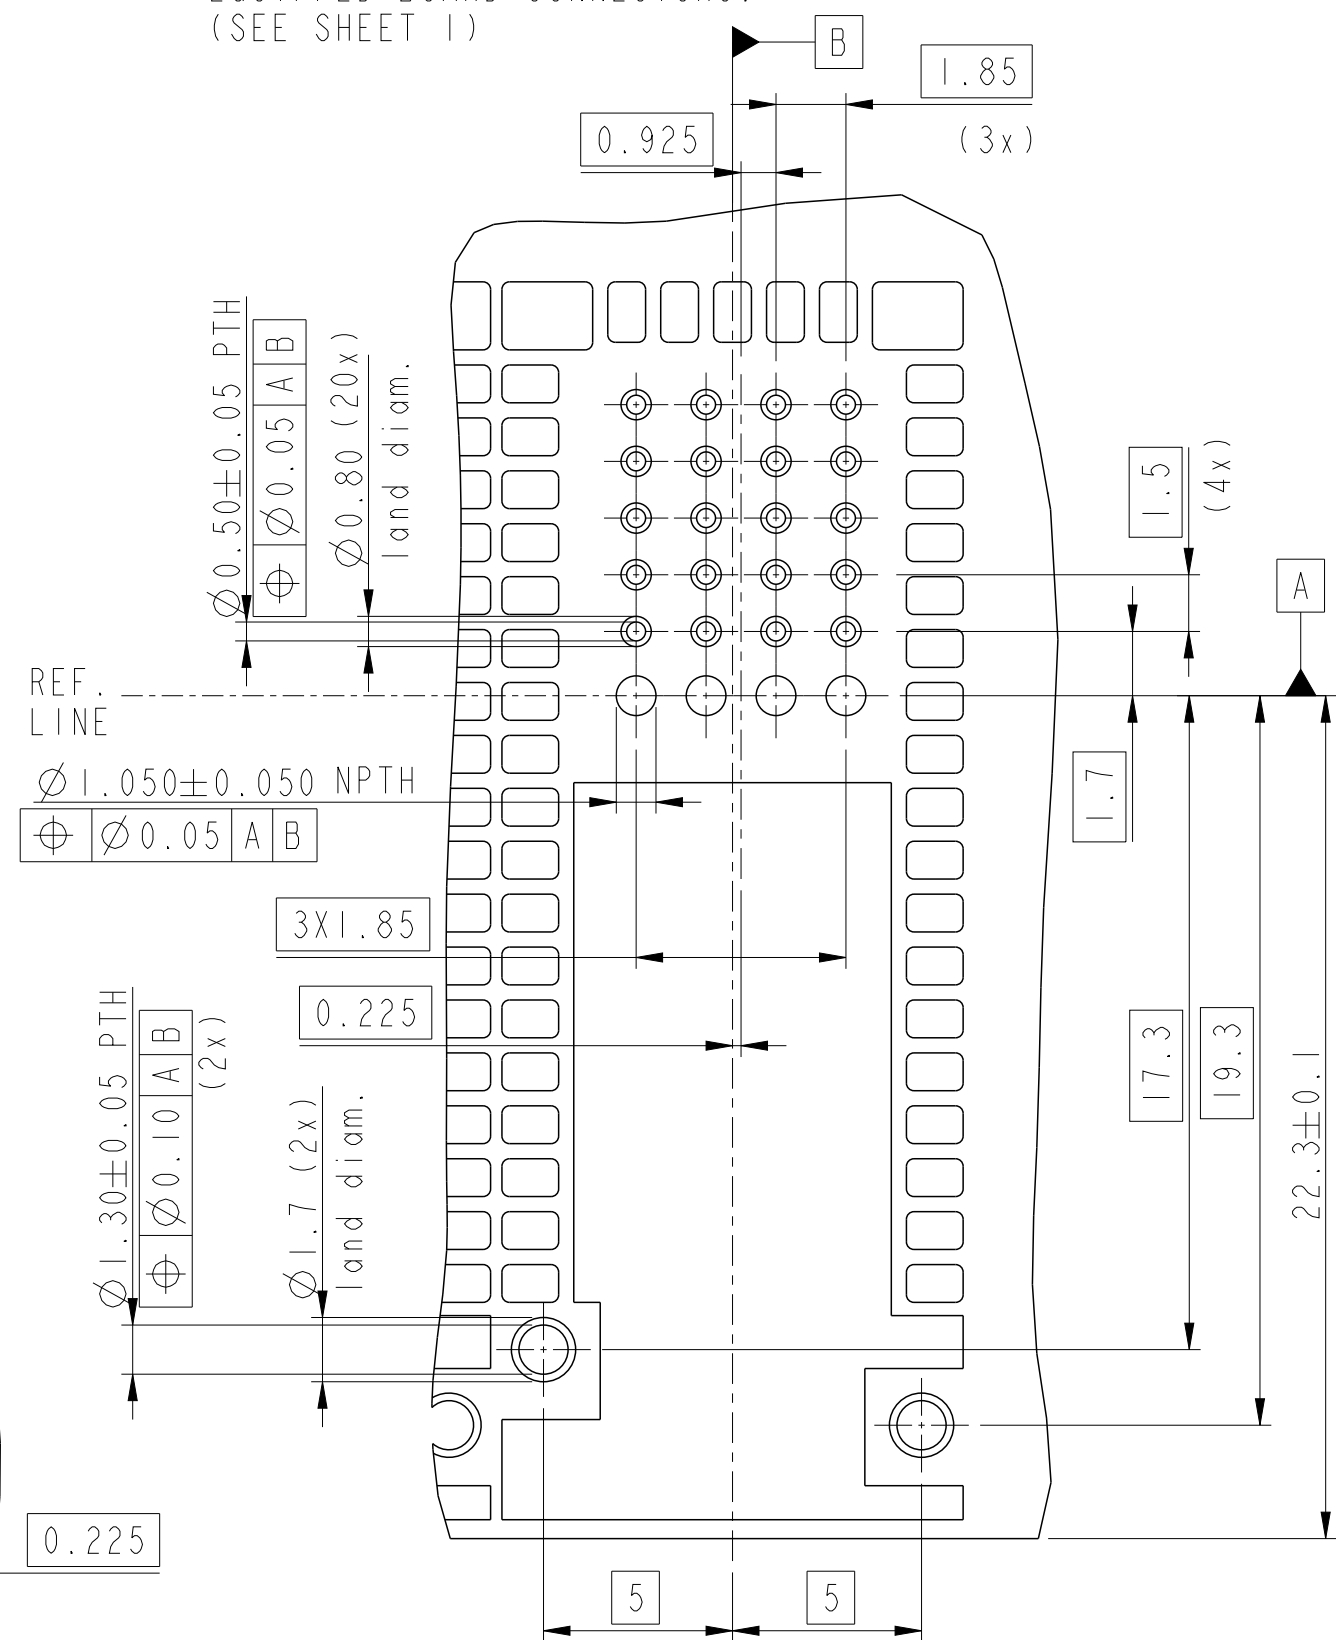 (SEE SHEET 1)
B
1.85
(3x)
0.925
Ø0.50±0.05 PTH
⌖ Ø0.05 A B
Ø0.80 (20x)
land diam.
1.5
(4x)
A
REF.
LINE
Ø1.050±0.050 NPTH
⌖ Ø0.05 A B
1.7
3X1.85
0.225
Ø1.30±0.05 PTH
⌖ Ø0.10 A B
(2x)
Ø1.7 (2x)
land diam.
17.3
19.3
22.3±0.1
0.225
5
5